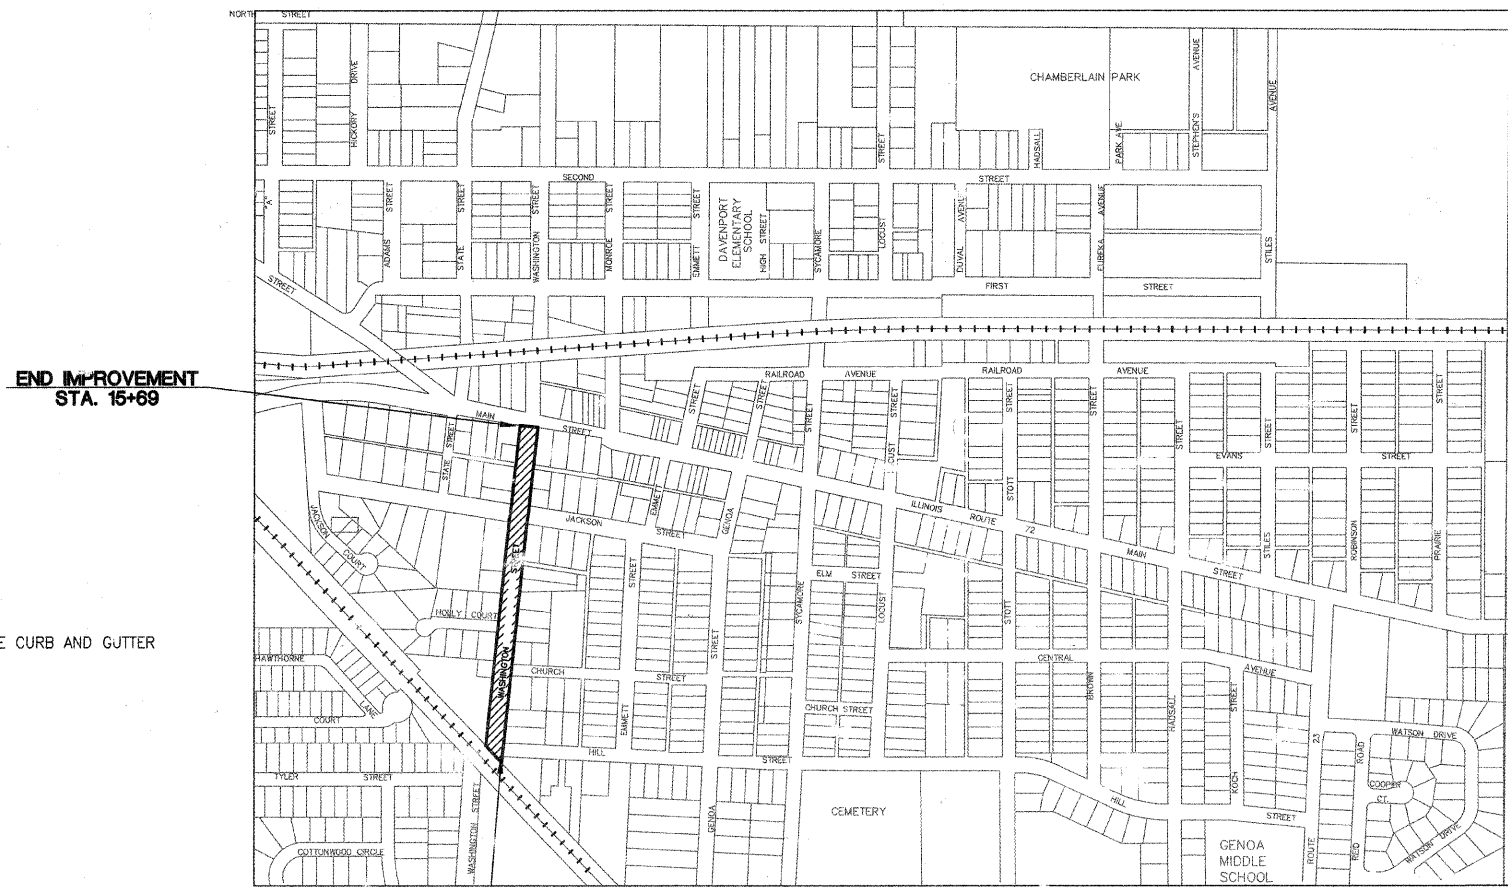 NORTH STREET
CHAMBERLAIN PARK
AVENUE
AVENUE
DRIVE
HICKORY
STREET
STREET
HADSALL
PARK AVE.
STEPHEN'S
SECOND
STREET
"A"
STREET
STREET
STREET
STREET
STREET
DAVENPORT
ELEMENTARY
SCHOOL
HIGH STREET
SYCAMORE
LOCUST
DUVAL AVENUE
EUREKA AVENUE
STILES
ADAMS
STATE
WASHINGTON
MONROE
EMMETT
STREET
FIRST STREET
END IMPROVEMENT
STA. 15+69
RAILROAD AVENUE
RAILROAD AVENUE
MAIN
STREET
STREET
STREET
STREET
STREET
STREET
STREET
STREET
STREET
STREET
STREET
STATE STREET
EVANS STREET
EMMETT
GENOA
STOTT
ILLINOIS ROUTE 72
MAIN
STREET
JACKSON
STREET
JACKSON
COURT
STREET
STREET
ELM STREET
STILES
ROBINSON
PRAIRIE
SYCAMORE
LOCUST
STOTT
HOLLY COURT
E CURB AND GUTTER
HAWTHORNE
LANE
COURT
WASHINGTON
CHURCH
STREET
STREET
CENTRAL
AVENUE
EMMETT
CHURCH STREET
BROWN
HADSALL
STREET
KOCH
HILL
STREET
23
ROAD
WATSON DRIVE
TYLER STREET
COOPER
CT.
WATSON DRIVE
WASHINGTON STREET
GENOA
CEMETERY
HILL
STREET
ROUTE
REID
COTTONWOOD CIRCLE
GENOA
MIDDLE
SCHOOL